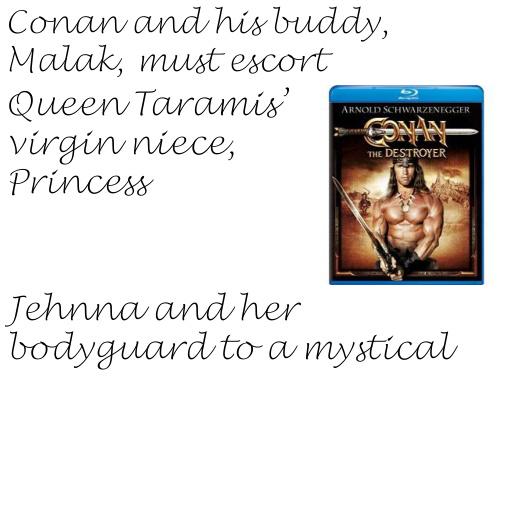 Conan and his buddy,
Malak, must escort
Queen Taramis’
virgin niece,
Princess
ARNOLD SCHWARZENEGGER
CONAN
THE DESTROYER
Jehnna and her
bodyguard to a mystical